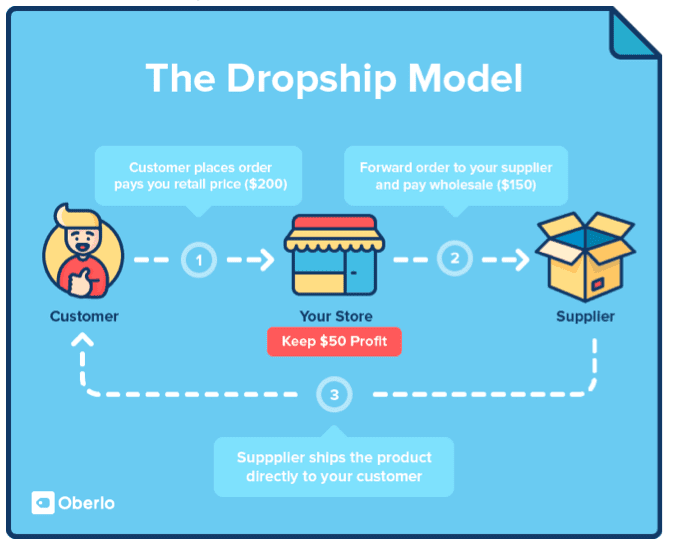 The Dropship Model
Customer places order
pays you retail price ($200)
Forward order to your supplier
and pay wholesale ($150)
1
2
Customer
Your Store
Supplier
Keep $50 Profit
3
Suppplier ships the product
directly to your customer
Oberlo